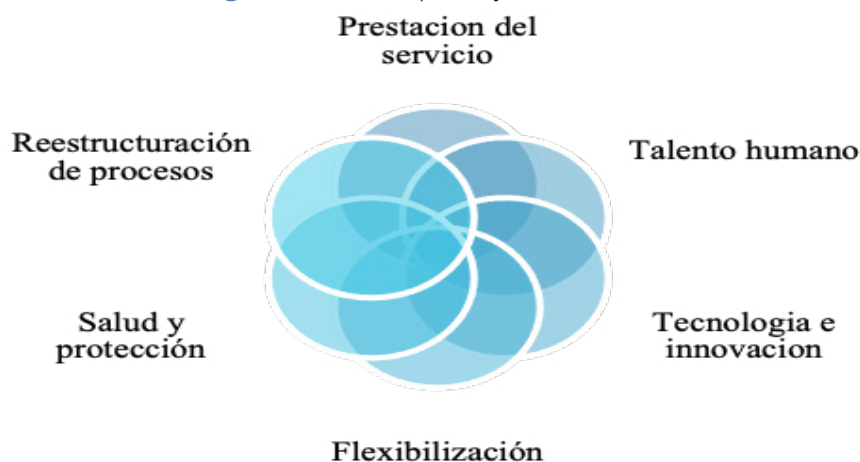 Prestacion del
servicio
Talento humano
Tecnologia e
innovacion
Flexibilización
Salud y
protección
Reestructuración
de procesos